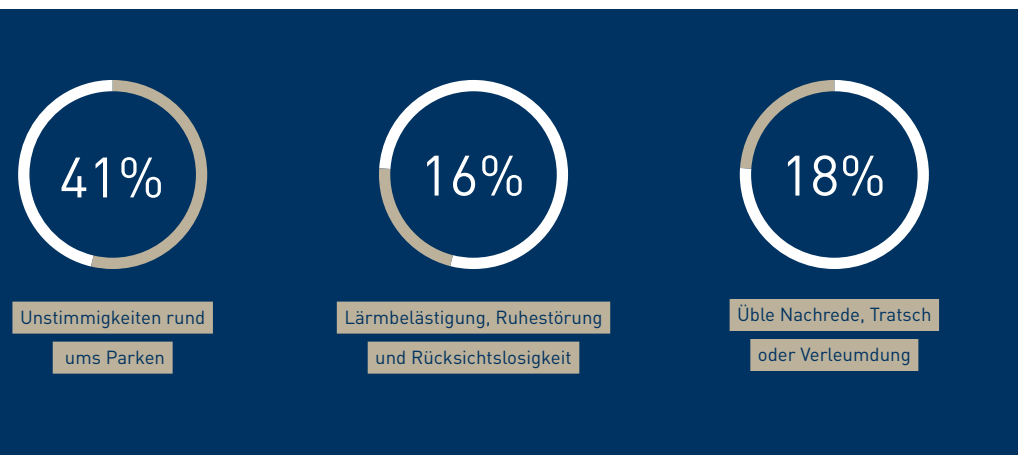 41%
Unstimmigkeiten rund
ums Parken
16%
Lärmbelästigung, Ruhestörung
und Rücksichtslosigkeit
18%
Üble Nachrede, Tratsch
oder Verleumdung